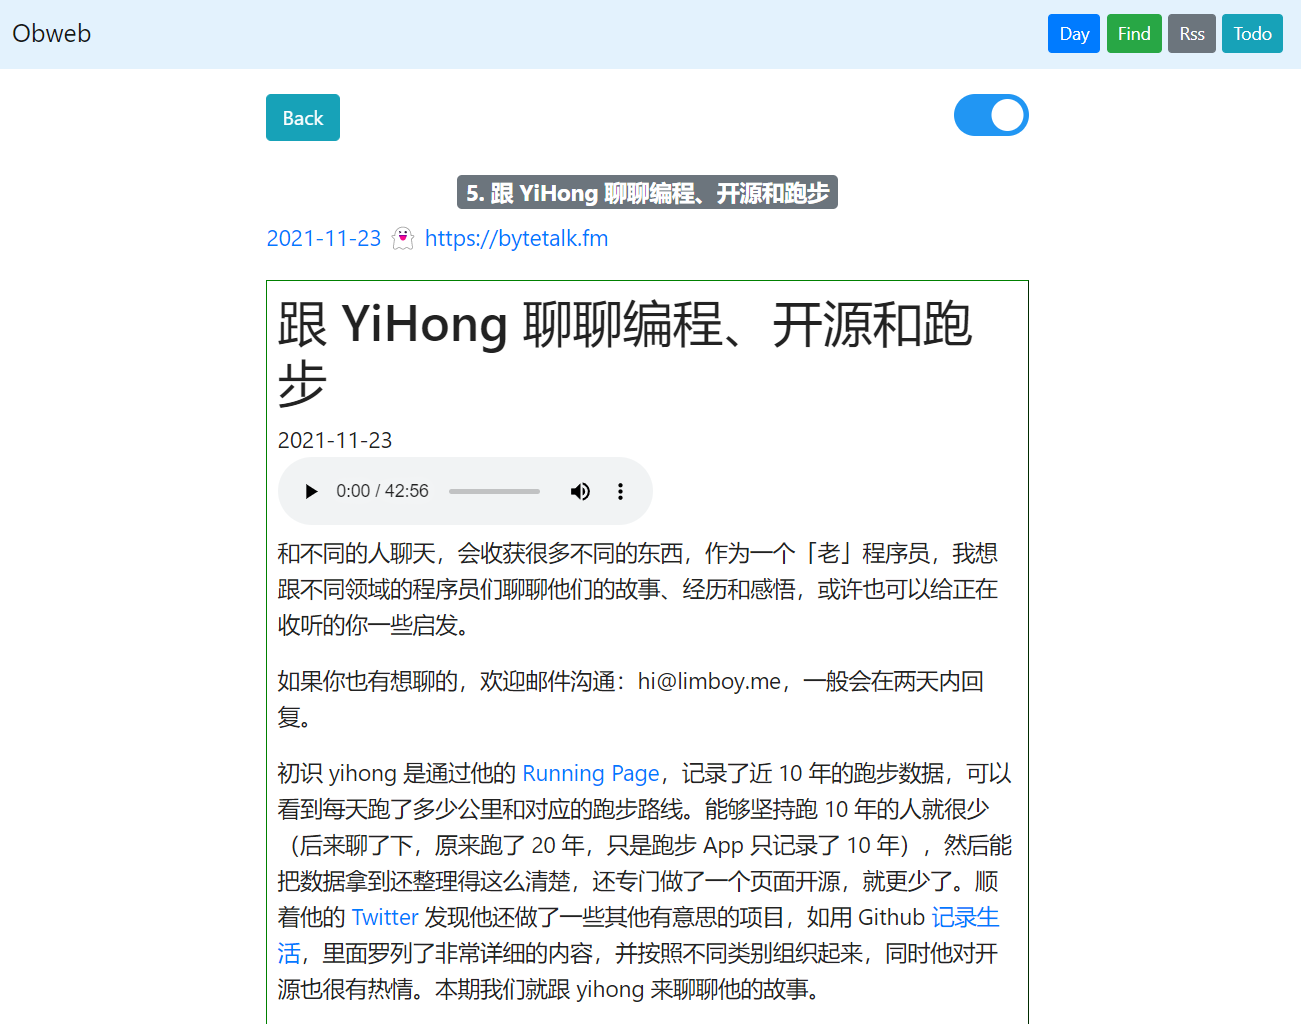 Obweb
Day Find Rss Todo
Back
5. 跟 YiHong 聊聊编程、开源和跑步
2021-11-23 https://bytetalk.fm
跟 YiHong 聊聊编程、开源和跑
步
2021-11-23
0:00 / 42:56
和不同的人聊天，会收获很多不同的东西，作为一个「老」程序员，我想
跟不同领域的程序员们聊聊他们的故事、经历和感悟，或许也可以给正在
收听的你一些启发。
如果你也有想聊的，欢迎邮件沟通：hi@limboy.me，一般会在两天内回
复。
初识 yihong 是通过他的 Running Page，记录了近 10 年的跑步数据，可以
看到每天跑了多少公里和对应的跑步路线。能够坚持跑 10 年的人就很少
（后来聊了下，原来跑了 20 年，只是跑步 App 只记录了 10 年），然后能
把数据拿到还整理得这么清楚，还专门做了一个页面开源，就更少了。顺
着他的 Twitter 发现他还做了一些其他有意思的项目，如用 Github 记录生
活，里面罗列了非常详细的内容，并按照不同类别组织起来，同时他对开
源也很有热情。本期我们就跟 yihong 来聊聊他的故事。